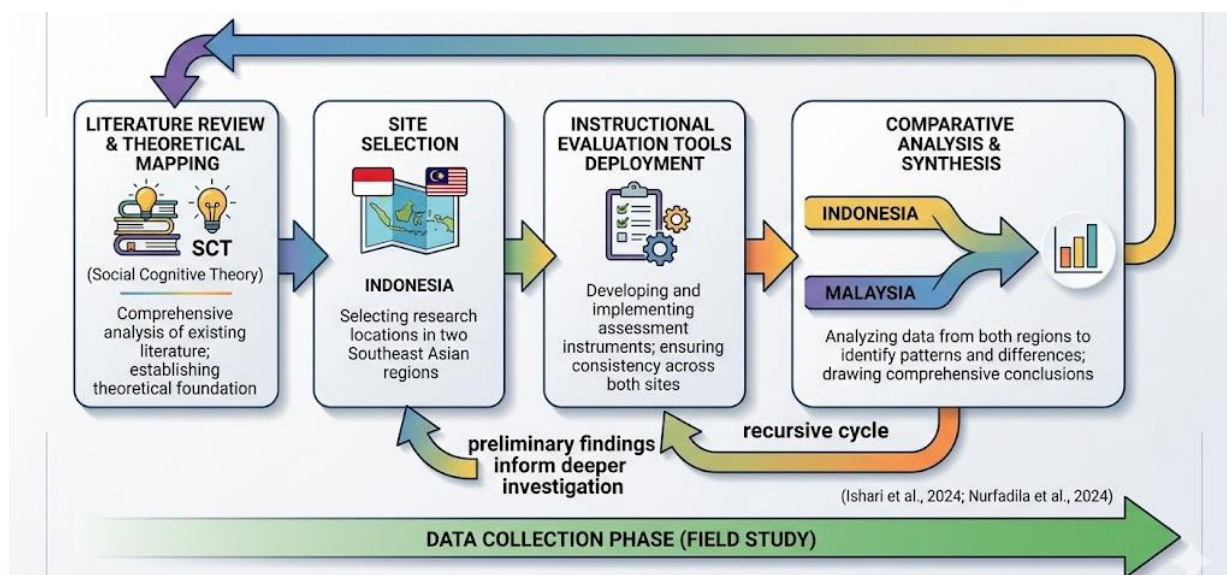 LITERATURE REVIEW
& THEORETICAL
MAPPING
SCT
(Social Cognitive Theory)
Comprehensive
analysis of existing
literature;
establishing
theoretical foundation
SITE
SELECTION
INDONESIA
Selecting research
locations in two
Southeast Asian
regions
INSTRUCTIONAL
EVALUATION TOOLS
DEPLOYMENT
Developing and
implementing
assessment
instruments; ensuring
consistency across
both sites
COMPARATIVE
ANALYSIS &
SYNTHESIS
INDONESIA
MALAYSIA
Analyzing data from both regions to
identify patterns and differences;
drawing comprehensive conclusions
preliminary findings
inform deeper
investigation
recursive cycle
(Ishari et al., 2024; Nurfadila et al., 2024)
DATA COLLECTION PHASE (FIELD STUDY)